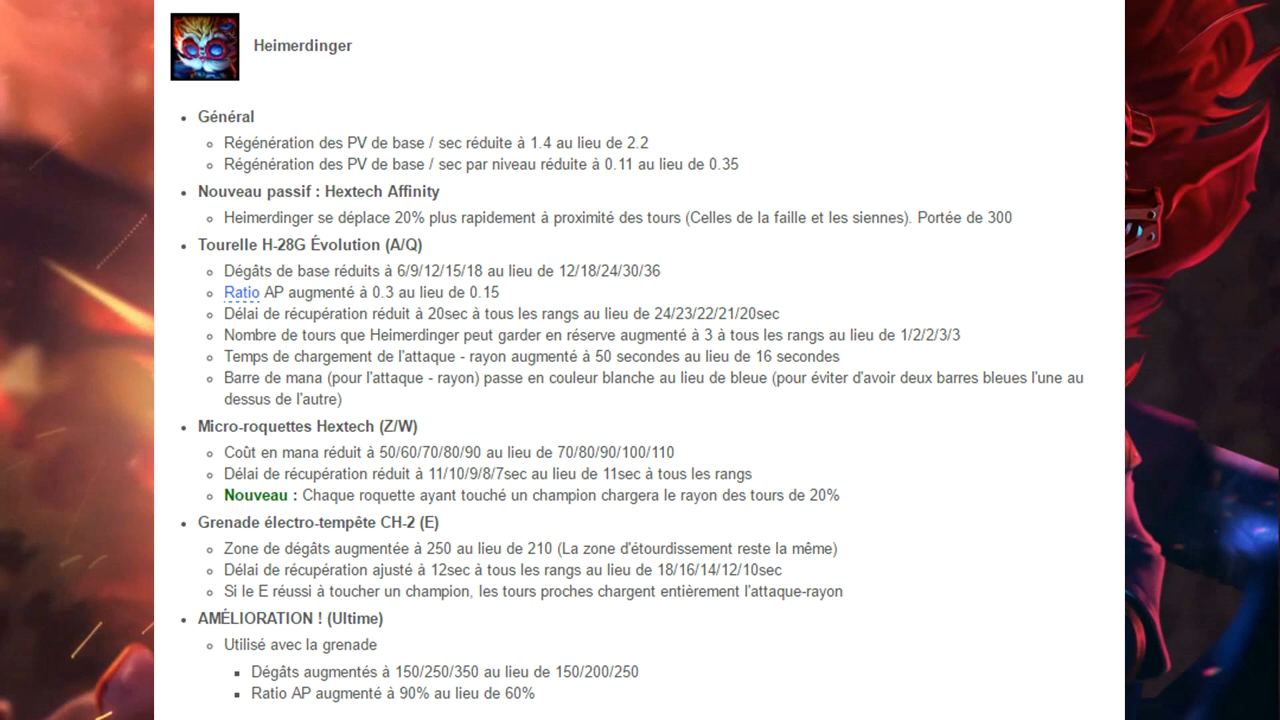 Heimerdinger
Général
Régénération des PV de base / sec réduite à 1.4 au lieu de 2.2
Régénération des PV de base / sec par niveau réduite à 0.11 au lieu de 0.35
Nouveau passif : Hextech Affinity
Heimerdinger se déplace 20% plus rapidement à proximité des tours (Celles de la faille et les siennes). Portée de 300
Tourelle H-28G Évolution (A/Q)
Dégâts de base réduits à 6/9/12/15/18 au lieu de 12/18/24/30/36
Ratio AP augmenté à 0.3 au lieu de 0.15
Délai de récupération réduit à 20sec à tous les rangs au lieu de 24/23/22/21/20sec
Nombre de tours que Heimerdinger peut garder en réserve augmenté à 3 à tous les rangs au lieu de 1/2/2/3/3
Temps de chargement de l'attaque - rayon augmenté à 50 secondes au lieu de 16 secondes
Barre de mana (pour l'attaque - rayon) passe en couleur blanche au lieu de bleue (pour éviter d'avoir deux barres bleues l'une au
dessus de l'autre)
Micro-roquettes Hextech (Z/W)
Coût en mana réduit à 50/60/70/80/90 au lieu de 70/80/90/100/110
Délai de récupération réduit à 11/10/9/8/7sec au lieu de 11sec à tous les rangs
Nouveau : Chaque roquette ayant touché un champion chargera le rayon des tours de 20%
Grenade électro-tempête CH-2 (E)
Zone de dégâts augmentée à 250 au lieu de 210 (La zone d'étourdissement reste la même)
Délai de récupération ajusté à 12sec à tous les rangs au lieu de 18/16/14/12/10sec
Si le E réussi à toucher un champion, les tours proches chargent entièrement l'attaque-rayon
AMÉLIORATION ! (Ultime)
Utilisé avec la grenade
Dégâts augmentés à 150/250/350 au lieu de 150/200/250
Ratio AP augmenté à 90% au lieu de 60%